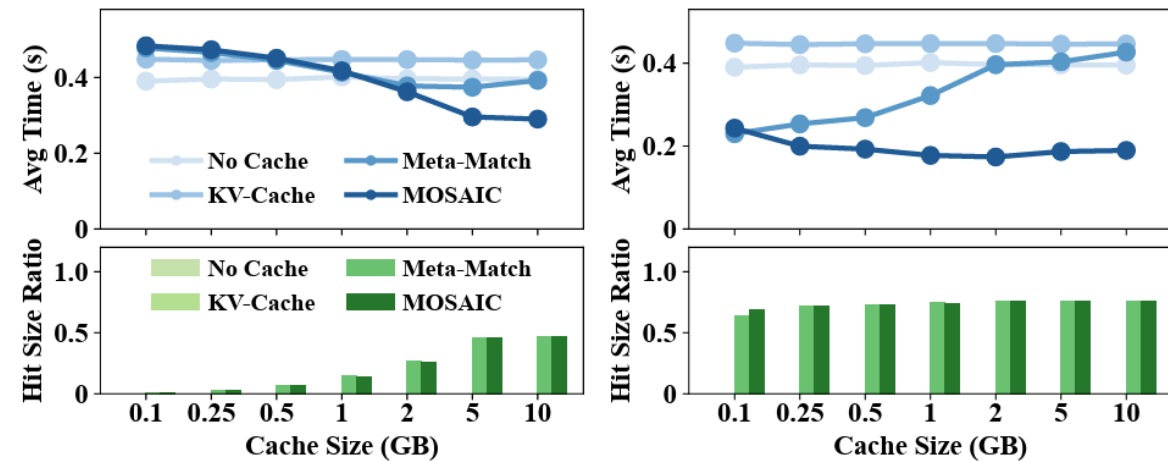 Avg Time (s)
0.4
0.2
0
No Cache
Meta-Match
KV-Cache
MOSAIC
Hit Size Ratio
1.0
0.5
0
No Cache
Meta-Match
KV-Cache
MOSAIC
0.1 0.25 0.5 1 2 5 10
Cache Size (GB)
Avg Time (s)
0.4
0.2
0
Hit Size Ratio
1.0
0.5
0
0.1 0.25 0.5 1 2 5 10
Cache Size (GB)